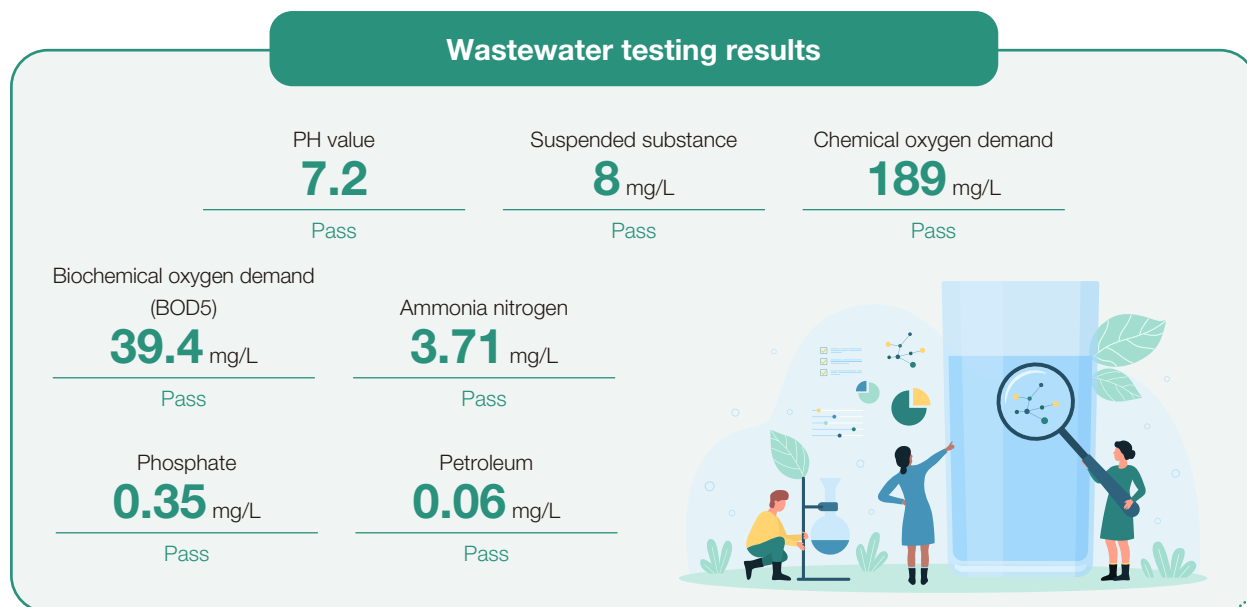 Wastewater testing results
PH value
7.2
Pass
Suspended substance
8 mg/L
Pass
Chemical oxygen demand
189 mg/L
Pass
Biochemical oxygen demand
(BOD5)
39.4 mg/L
Pass
Ammonia nitrogen
3.71 mg/L
Pass
Phosphate
0.35 mg/L
Pass
Petroleum
0.06 mg/L
Pass